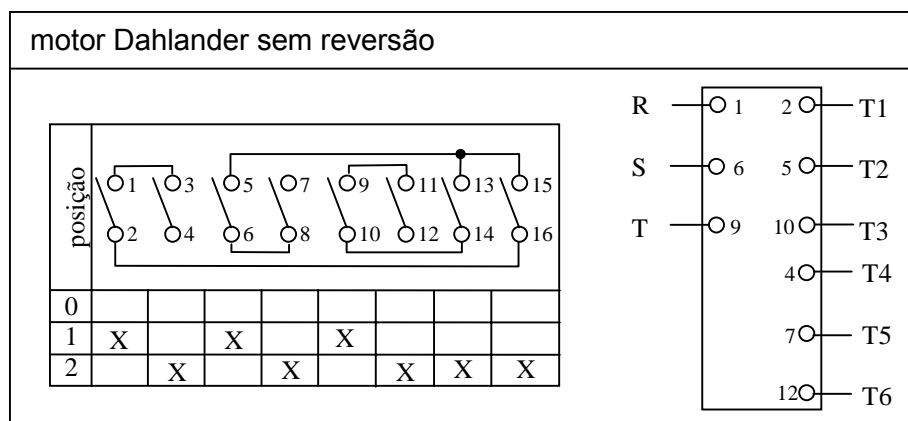 motor Dahlander sem reversão
posição
1 3 5 7 9 11 13 15
2 4 6 8 10 12 14 16
0
1 X X X
2 X X X X X
R 1 2 T1
S 6 5 T2
T 9 10 T3
4 T4
7 T5
12 T6